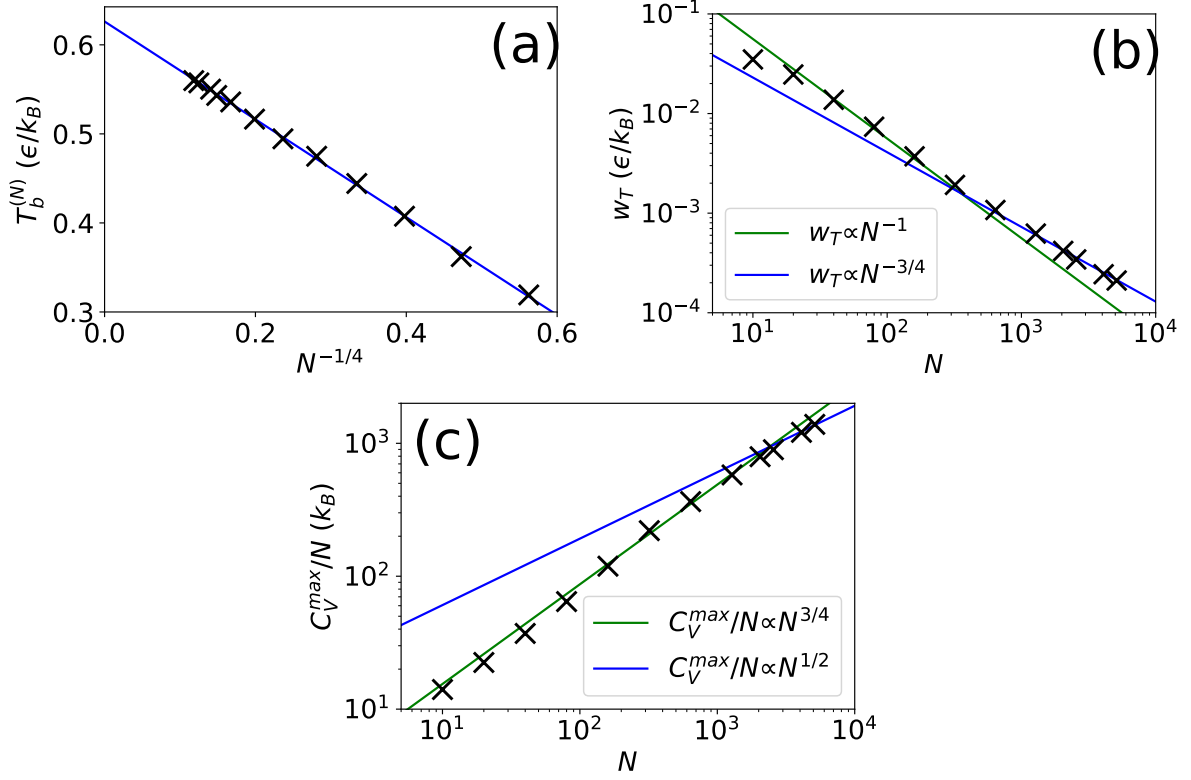 (a)
0.6
0.5
0.4
0.3
T_b^{(N)} (ϵ/k_B)
0.0 0.2 0.4 0.6
N^{-1/4}
(b)
10^{-1}
10^{-2}
10^{-3}
10^{-4}
w_T (ϵ/k_B)
w_T∝N^{-1}
w_T∝N^{-3/4}
10^1 10^2 10^3 10^4
N
(c)
10^3
10^2
10^1
C_V^{max}/N (k_B)
C_V^{max}/N∝N^{3/4}
C_V^{max}/N∝N^{1/2}
10^1 10^2 10^3 10^4
N